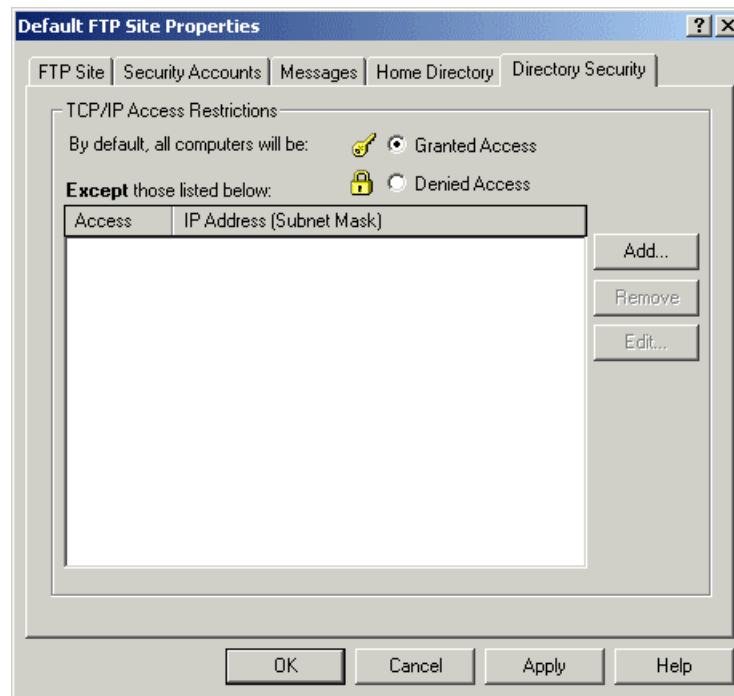 Default FTP Site Properties
FTP Site Security Accounts Messages Home Directory Directory Security
TCP/IP Access Restrictions
By default, all computers will be: Granted Access
Denied Access
Except those listed below:
Access IP Address (Subnet Mask)
Add...
Remove
Edit...
OK Cancel Apply Help